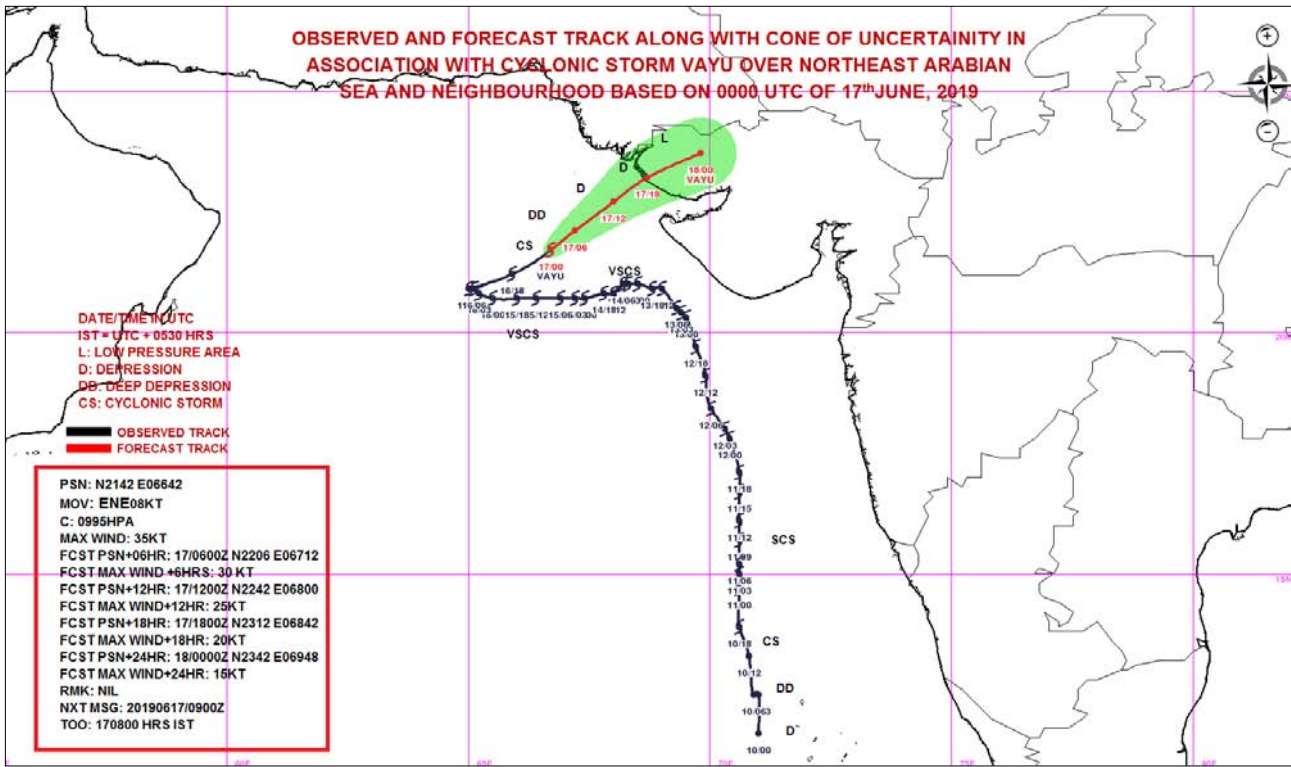 OBSERVED AND FORECAST TRACK ALONG WITH CONE OF UNCERTAINITY IN
ASSOCIATION WITH CYCLONIC STORM VAYU OVER NORTHEAST ARABIAN
SEA AND NEIGHBOURHOOD BASED ON 0000 UTC OF 17thJUNE, 2019
L
D
D
18/00
VAYU
17/18
DD
17/12
CS
17/06
17/00
VAYU
VSCS
16/18
VSCS
13/18
14/18
12/18
12/12
12/06
12/03
12/00
DATE/TIME IN UTC
IST = UTC + 0530 HRS
L: LOW PRESSURE AREA
D: DEPRESSION
DD: DEEP DEPRESSION
CS: CYCLONIC STORM
OBSERVED TRACK
FORECAST TRACK
11/18
11/15
11/12
SCS
11/09
11/06
11/03
11/00
10/18
CS
10/12
DD
10/063
D
10/00
PSN: N2142 E06642
MOV: ENE08KT
C: 0995HPA
MAX WIND: 35KT
FCST PSN+06HR: 17/0600Z N2206 E06712
FCST MAX WIND +6HRS: 30 KT
FCST PSN+12HR: 17/1200Z N2242 E06800
FCST MAX WIND+12HR: 25KT
FCST PSN+18HR: 17/1800Z N2312 E06842
FCST MAX WIND+18HR: 20KT
FCST PSN+24HR: 18/0000Z N2342 E06948
FCST MAX WIND+24HR: 15KT
RMK: NIL
NXT MSG: 20190617/0900Z
TOO: 170800 HRS IST